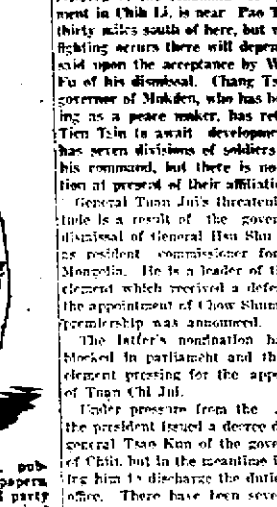 ment in Chih Li, is near Pao T
thirty miles south of here, but w
fighting occurs there will depen
said upon the acceptance by W
Fu of his dismissal. Chang Ts
governor of Mukden, who has b
ing as a peace maker, has ret
Tien Tsin to await developme
has seven divisions of soldiers
his command, but there is no
tion at present of their affiliati
General Tuan Jui's threateni
tude is a result of the gover
dismissal of General Hsu Shu
as resident commissioner for
Mongolia. He is a leader of t
element which received a defe
the appointment of Chow Shum
premiership was announced.
The latter's nomination ha
blocked in parliament and th
element pressing for the app
of Tuan Chi Jui.
Under pressure from the
the president issued a decree d
general Tsao Kun of the gove
of Chili, but in the meantime i
ing him to discharge the dutie
office. There have been seve
pub-
papers
party